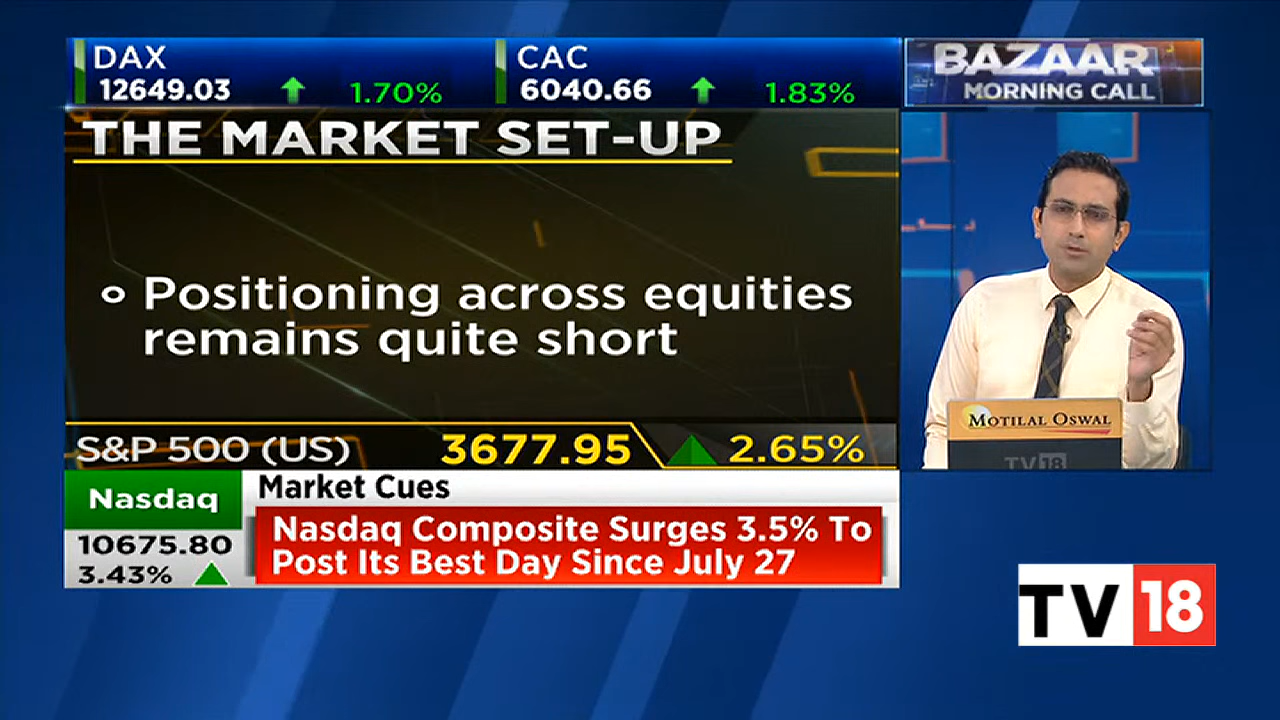 DAX
12649.03 1.70%
CAC
6040.66 1.83%
BAZAAR
MORNING CALL
THE MARKET SET-UP
Positioning across equities
remains quite short
S&P 500 (US) 3677.95 2.65%
Nasdaq
10675.80
3.43%
Market Cues
Nasdaq Composite Surges 3.5% To
Post Its Best Day Since July 27
MOTILAL OSWAL
TV18
TV18